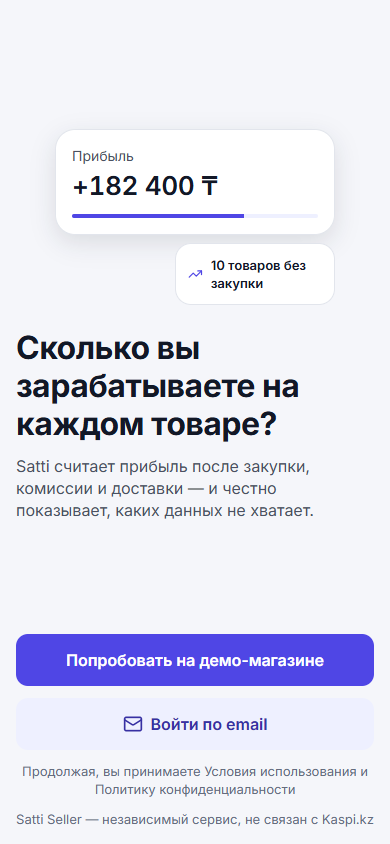 Прибыль
+182 400 ₸
10 товаров без
закупки
Сколько вы
зарабатываете на
каждом товаре?
Satti считает прибыль после закупки,
комиссии и доставки — и честно
показывает, каких данных не хватает.
Попробовать на демо-магазине
Войти по email
Продолжая, вы принимаете Условия использования и
Политику конфиденциальности
Satti Seller — независимый сервис, не связан с Kaspi.kz